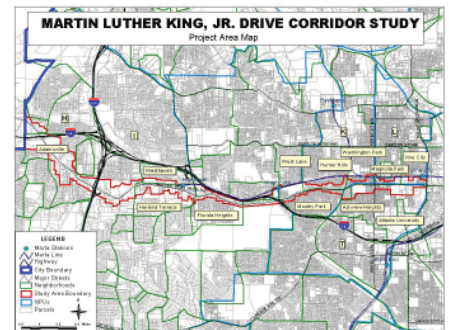 MARTIN LUTHER KING, JR. DRIVE CORRIDOR STUDY
Project Area Map
H
I
K
L
Washington Park
Vine City
West Lake
Hunter Hills
Magnolia Park
Adamsville
Westhaven
Harland Terrace
Florida Heights
Mozley Park
Ashview Heights
Atlanta University
T
LEGEND
Marta Stations
Marta Line
Highway
City Boundary
Major Streets
Neighborhoods
Study Area Boundary
NPUs
Parcels